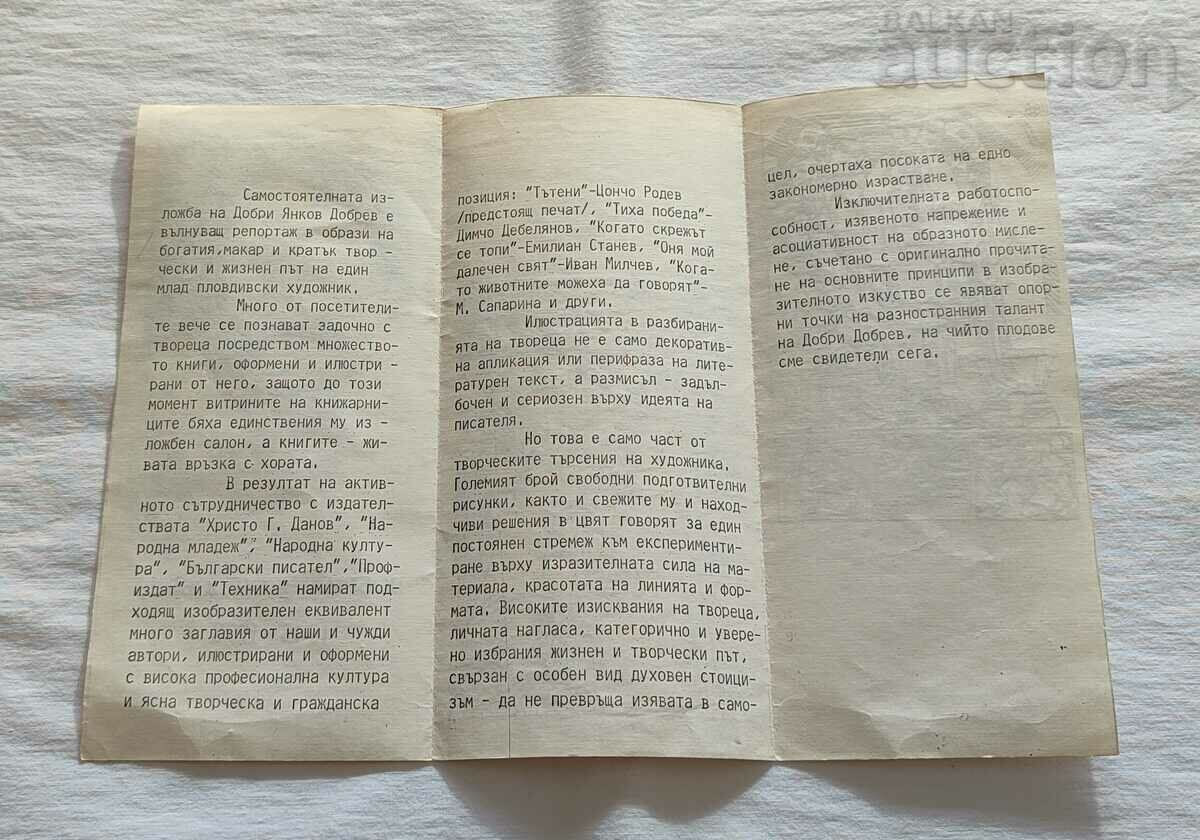 BALKAN
auction
Самостоятелната из-
ложба на Добри Янков Добрев е
вълнуващ репортаж в образи на
богатия,макар и кратък твор -
чески и жизнен път на един
млад пловдивски художник.
Много от посетители-
те вече се познават задочно с
твореца посредством множество-
то книги, оформени и илюстри -
рани от него, защото до този
момент витрините на книжарни-
ците бяха единствения му из -
ложбен салон, а книгите - жи-
вата връзка с хората.
В резултат на актив-
ното сътрудничество с издател-
ствата "Христо Г. Данов", "На-
родна младеж", "Народна култу-
ра", "Български писател","Проф-
издат" и "Техника" намират под-
ходящ изобразителен еквивалент
много заглавия от наши и чужди
автори, илюстрирани и оформени
с висока професионална култура
и ясна творческа и гражданска
позиция: "Тътени"-Цончо Родев
/предстоящ печат/, "Тиха победа"-
Димчо Дебелянов, "Когато скрежът
се топи"-Емилиан Станев, "Оня мой
далечен свят"-Иван Милчев, "Кога-
то животните можеха да говорят"-
М. Сапарина и други.
Илюстрацията в разбирани-
ята на твореца не е само декоратив-
на апликация или перифраза на лите-
ратурен текст, а размисъл - задъл-
бочен и сериозен върху идеята на
писателя.
Но това е само част от
творческите търсения на художника.
Големият брой свободни подготвителни
рисунки, както и свежите му и наход-
чиви решения в цвят говорят за един
постоянен стремеж към експерименти-
ране върху изразителната сила на ма-
териала, красотата на линията и фор-
мата. Високите изисквания на твореца,
личната нагласа, категорично и увере-
но избрания жизнен и творчески път,
свързан с особен вид духовен стоици-
зъм - да не превръща изявата в само-
цел, очертаха посоката на едно
закономерно израстване.
Изключителната работоспо-
собност, изявеното напрежение и
асоциативност на образното мисле-
не, съчетано с оригинално прочита-
не на основните принципи в изобра-
зителното изкуство се явяват опор-
ни точки на разностранния талант
на Добри Добрев, на чийто плодове
сме свидетели сега.